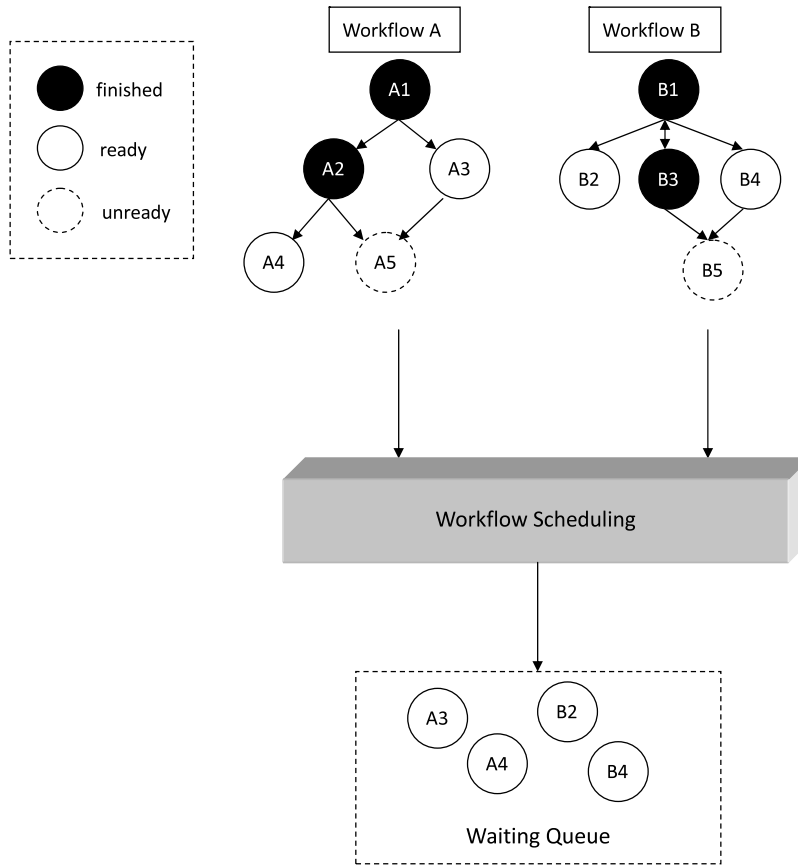 Workflow A
Workflow B
finished
ready
unready
A1
B1
A2
A3
B2
B3
B4
A4
A5
B5
Workflow Scheduling
A3
B2
A4
B4
Waiting Queue